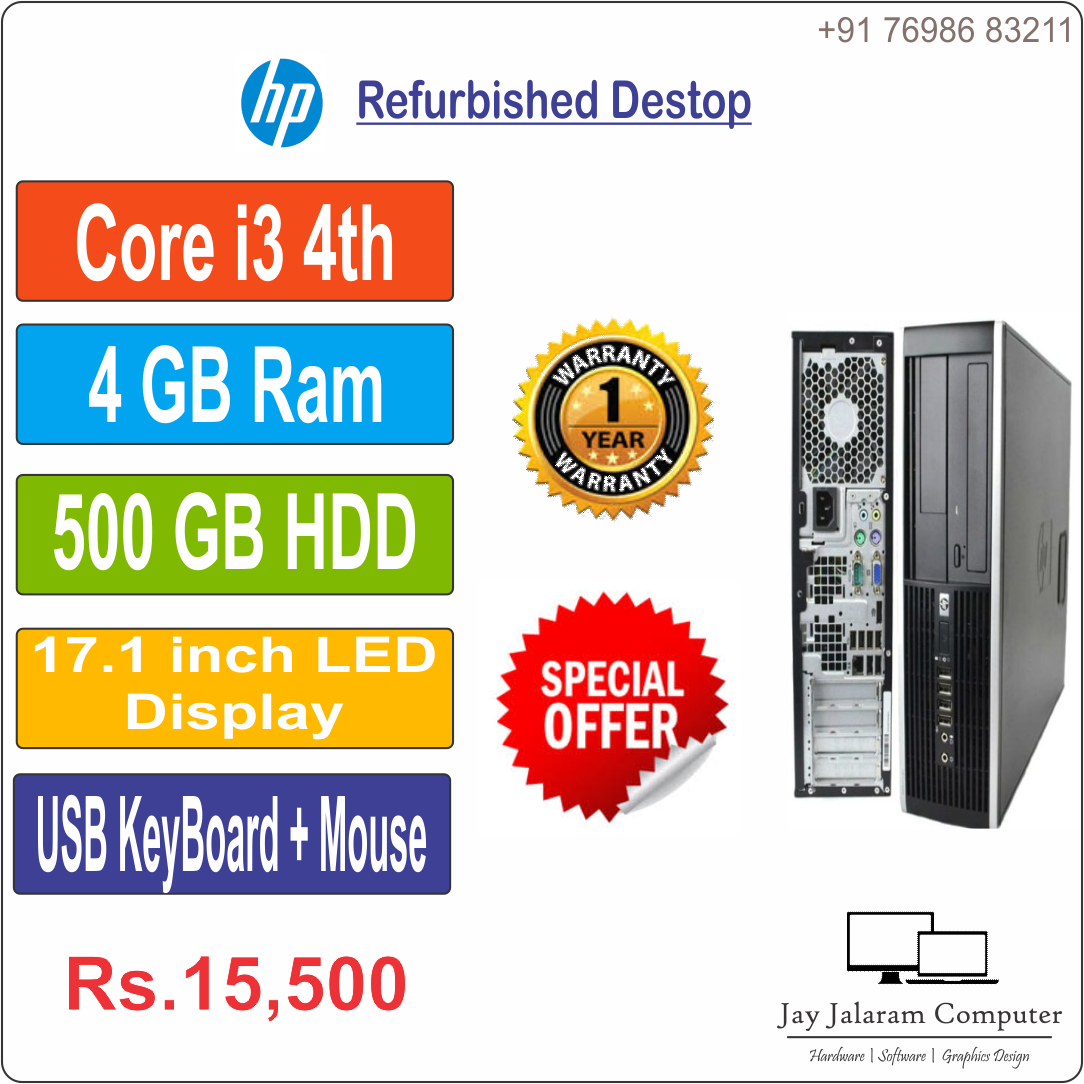 +91 76986 83211
hp
Refurbished Destop
Core i3 4th
4 GB Ram
500 GB HDD
17.1 inch LED
Display
USB KeyBoard + Mouse
Rs.15,500
WARRANTY
1
YEAR
WARRANTY
SPECIAL
OFFER
hp
Jay Jalaram Computer
Hardware | Software | Graphics Design